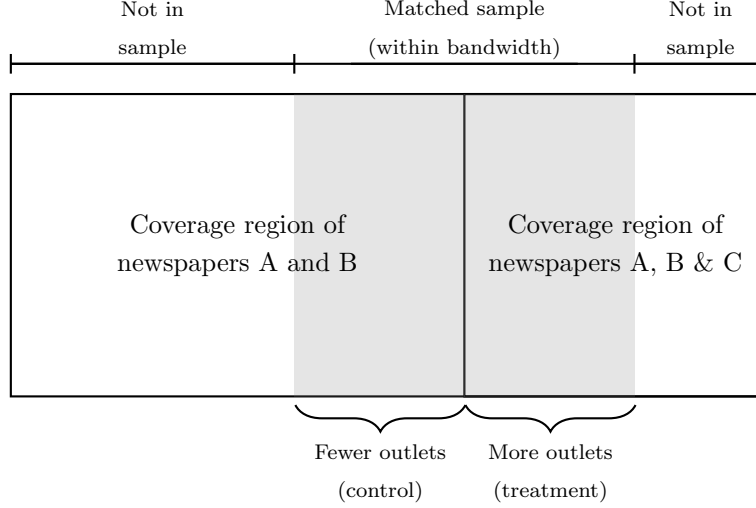 Not in
sample
Matched sample
(within bandwidth)
Not in
sample
Coverage region of
newspapers A and B
Coverage region of
newspapers A, B & C
Fewer outlets
(control)
More outlets
(treatment)